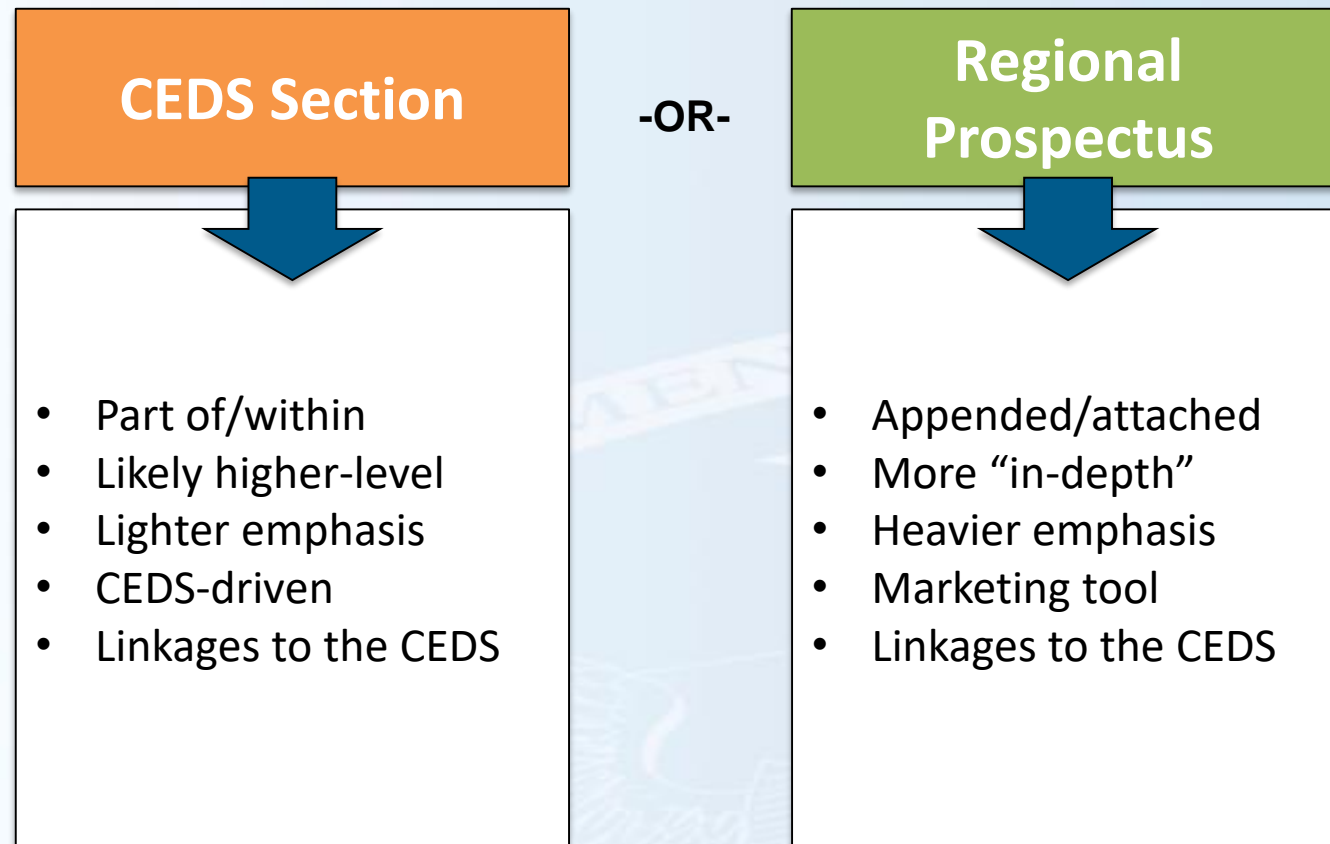 CEDS Section
-OR-
Regional
Prospectus
• Part of/within
• Likely higher-level
• Lighter emphasis
• CEDS-driven
• Linkages to the CEDS
• Appended/attached
• More “in-depth”
• Heavier emphasis
• Marketing tool
• Linkages to the CEDS